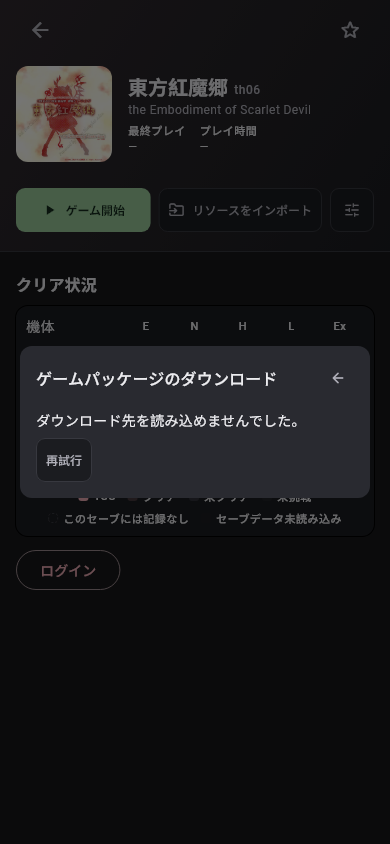 東方紅魔郷 th06
the Embodiment of Scarlet Devil
最終プレイ プレイ時間
— —
ゲーム開始 リソースをインポート
クリア状況
機体 E N H L Ex
ゲームパッケージのダウンロード
ダウンロード先を読み込めませんでした。
再試行
このセーブには記録なし セーブデータ未読み込み
ログイン